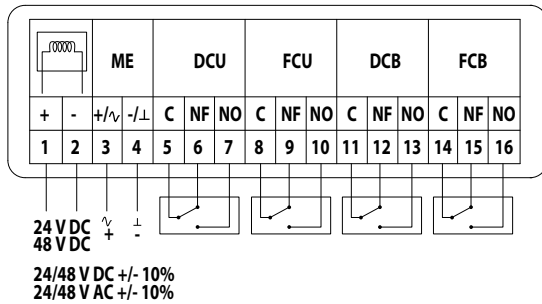 ME DCU FCU DCB FCB
+ - +/∿ -/⊥ C NF NO C NF NO C NF NO C NF NO
1 2 3 4 5 6 7 8 9 10 11 12 13 14 15 16
24 V DC ∿ ⊥
48 V DC + -
24/48 V DC +/- 10%
24/48 V AC +/- 10%